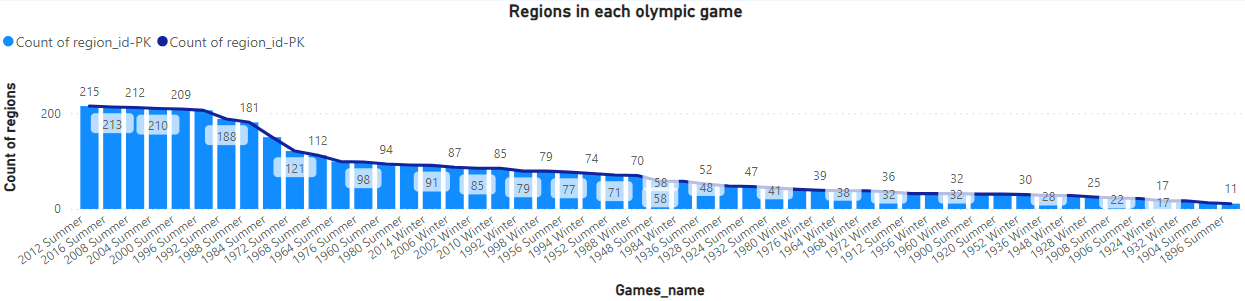 Regions in each olympic game
Count of region_id-PK Count of region_id-PK
Count of regions
200
0
215 212 209 181 112 94 87 85 79 74 70 52 47 39 36 32 30 25 17 11
213 210 188 121 98 91 85 79 77 71 58 48 41 38 32 32 28 22 17
58
2012 Summer
2016 Summer
2008 Summer
2004 Summer
2000 Summer
1996 Summer
1992 Summer
1988 Summer
1984 Summer
1972 Summer
1968 Summer
1964 Summer
1976 Summer
1960 Summer
1980 Summer
2014 Winter
2006 Winter
2002 Winter
2010 Winter
1992 Winter
1998 Winter
1956 Summer
1994 Winter
1952 Summer
1988 Winter
1948 Summer
1984 Winter
1936 Summer
1928 Summer
1924 Summer
1932 Summer
1980 Winter
1976 Winter
1964 Winter
1968 Winter
1972 Winter
1912 Summer
1956 Winter
1960 Winter
1900 Summer
1920 Summer
1952 Winter
1936 Winter
1948 Winter
1928 Winter
1908 Summer
1906 Summer
1924 Winter
1932 Winter
1904 Summer
1896 Summer
Games_name